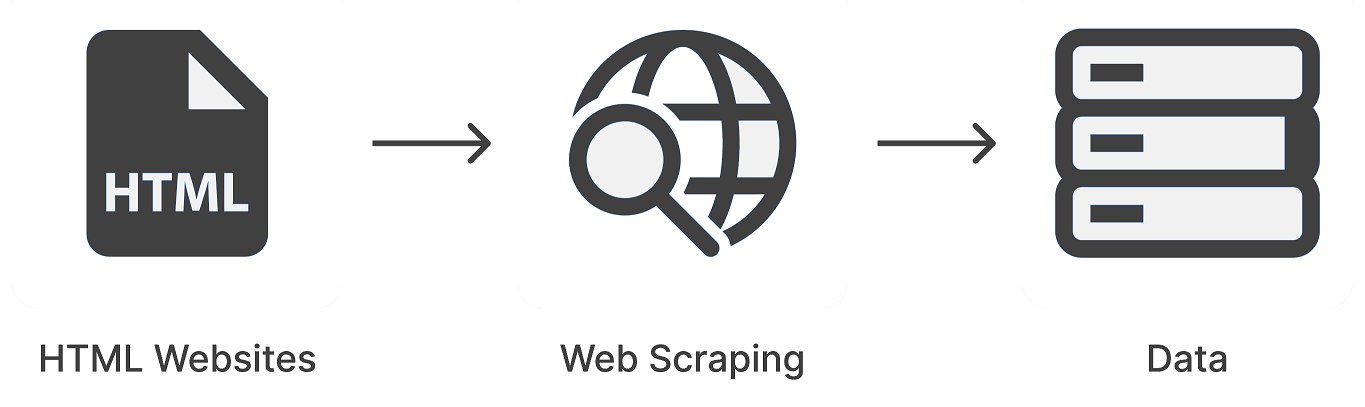 HTML
HTML Websites
Web Scraping
Data